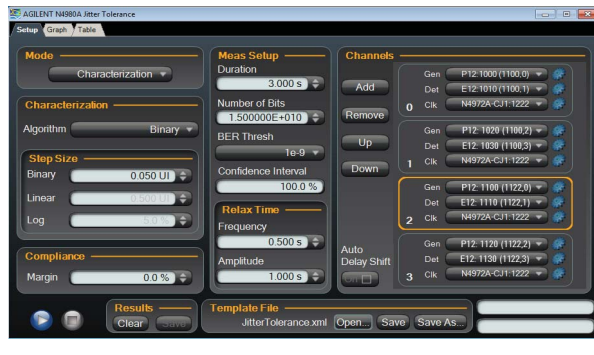 AGILENT N4980A Jitter Tolerance
Setup Graph Table
Mode
Characterization
Characterization
Algorithm Binary
Step Size
Binary 0.050 UI
Linear 0.500 UI
Log 5.0 %
Compliance
Margin 0.0 %
Meas Setup
Duration
3.000 s
Number of Bits
1.500000E+010
BER Thresh
1e-9
Confidence Interval
100.0 %
Relax Time
Frequency
0.500 s
Amplitude
1.000 s
Channels
Add
Remove
Up
Down
Auto
Delay Shift
Gen P12:1000 (1100,0)
Det E12:1010 (1100,1)
0 Clk N4972A-CJ1:1222
Gen P12: 1020 (1100,2)
Det E12: 1030 (1100,3)
1 Clk N4972A-CJ1:1222
Gen P12: 1100 (1122,0)
Det E12: 1110 (1122,1)
2 Clk N4972A-CJ1:1222
Gen P12: 1120 (1122,2)
Det E12: 1130 (1122,3)
3 Clk N4972A-CJ1:1222
Results
Clear Save
Template File
JitterTolerance.xml Open... Save Save As...